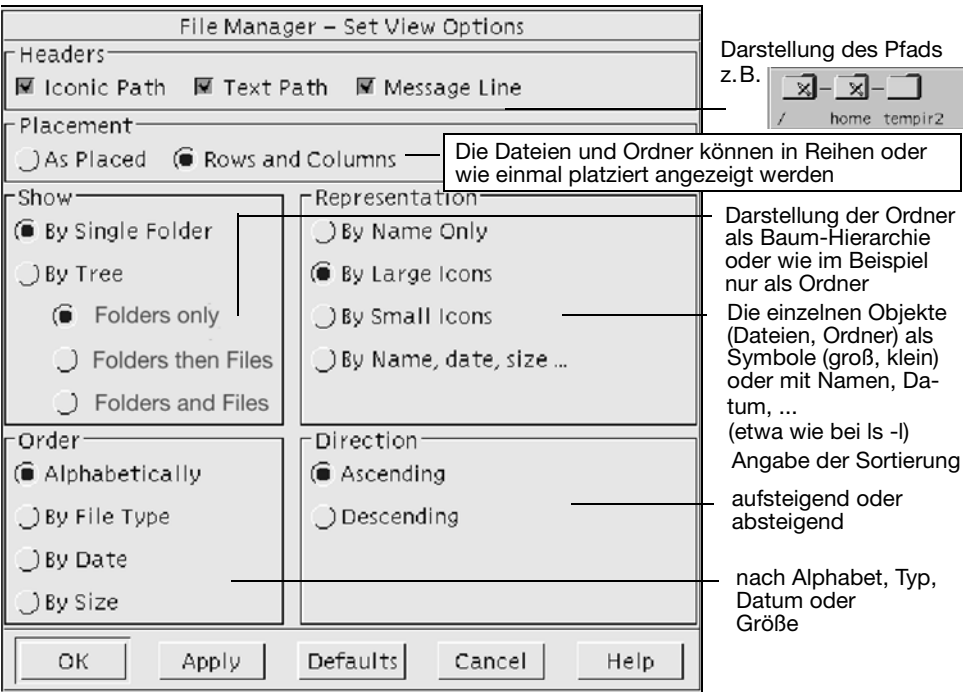 File Manager – Set View Options
Headers
Iconic Path Text Path Message Line
Darstellung des Pfads
z.B.
/ home tempir2
Placement
As Placed Rows and Columns
Die Dateien und Ordner können in Reihen oder
wie einmal platziert angezeigt werden
Show
By Single Folder
By Tree
Folders only
Folders then Files
Folders and Files
Representation
By Name Only
By Large Icons
By Small Icons
By Name, date, size ...
Darstellung der Ordner
als Baum-Hierarchie
oder wie im Beispiel
nur als Ordner
Die einzelnen Objekte
(Dateien, Ordner) als
Symbole (groß, klein)
oder mit Namen, Da-
tum, ...
(etwa wie bei ls -l)
Order
Alphabetically
By File Type
By Date
By Size
Direction
Ascending
Descending
Angabe der Sortierung
aufsteigend oder
absteigend
nach Alphabet, Typ,
Datum oder
Größe
OK Apply Defaults Cancel Help